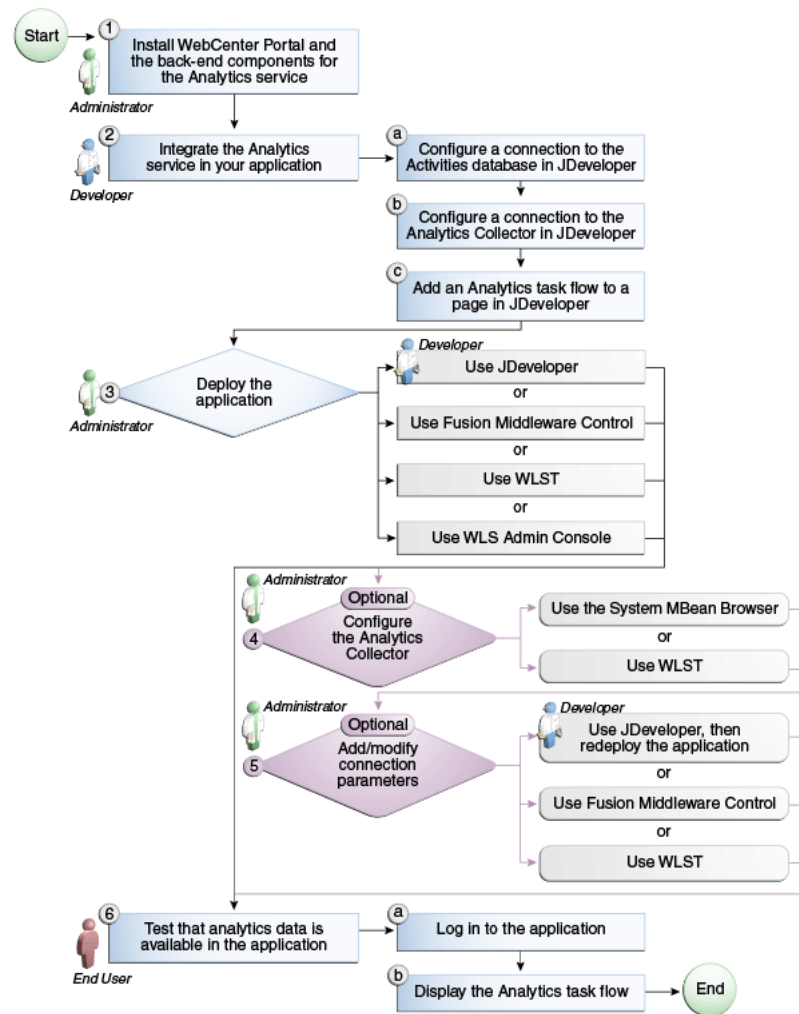 Start
1
Install WebCenter Portal and
the back-end components for
the Analytics service
Administrator
2
Integrate the Analytics
service in your application
Developer
a
Configure a connection to the
Activities database in JDeveloper
b
Configure a connection to the
Analytics Collector in JDeveloper
c
Add an Analytics task flow to a
page in JDeveloper
3
Deploy the
application
Administrator
Developer
Use JDeveloper
or
Use Fusion Middleware Control
or
Use WLST
or
Use WLS Admin Console
Administrator
Optional
4
Configure
the Analytics
Collector
Use the System MBean Browser
or
Use WLST
Administrator
Optional
5
Add/modify
connection
parameters
Developer
Use JDeveloper, then
redeploy the application
or
Use Fusion Middleware Control
or
Use WLST
6
Test that analytics data is
available in the application
End User
a
Log in to the application
b
Display the Analytics task flow
End